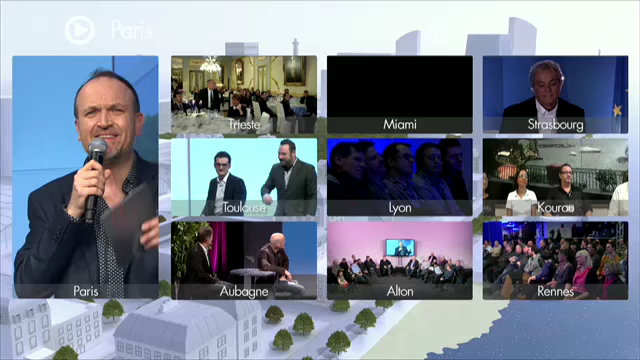 Paris
Trieste
Miami
Strasbourg
Toulouse
Lyon
Kourou
Paris
Aubagne
Alton
Rennes